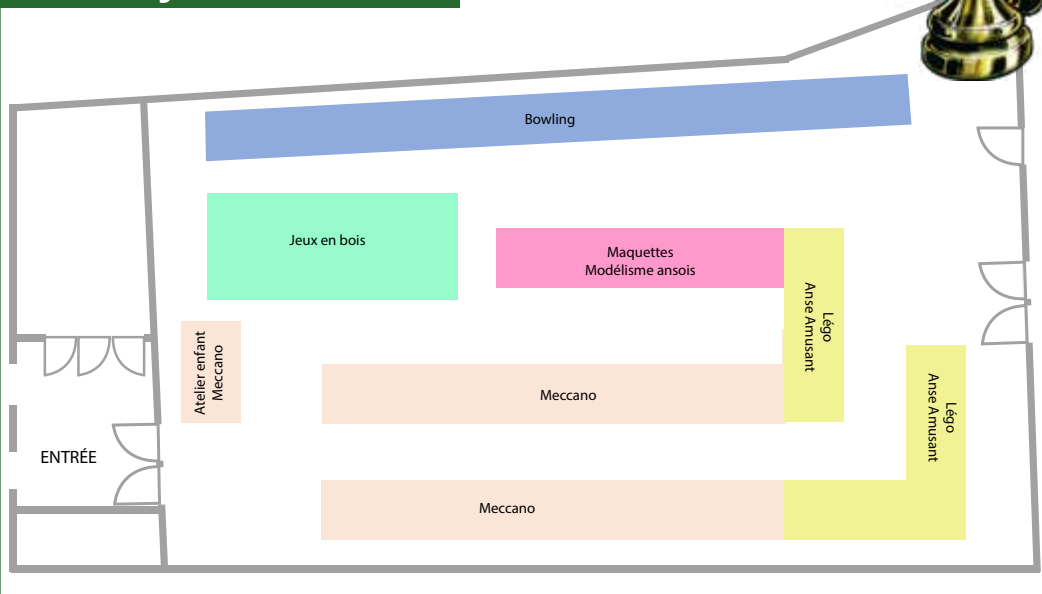 Bowling
Jeux en bois
Maquettes
Modélisme ansois
Légo
Anse Amusant
Atelier enfant
Meccano
Meccano
Légo
Anse Amusant
ENTRÉE
Meccano